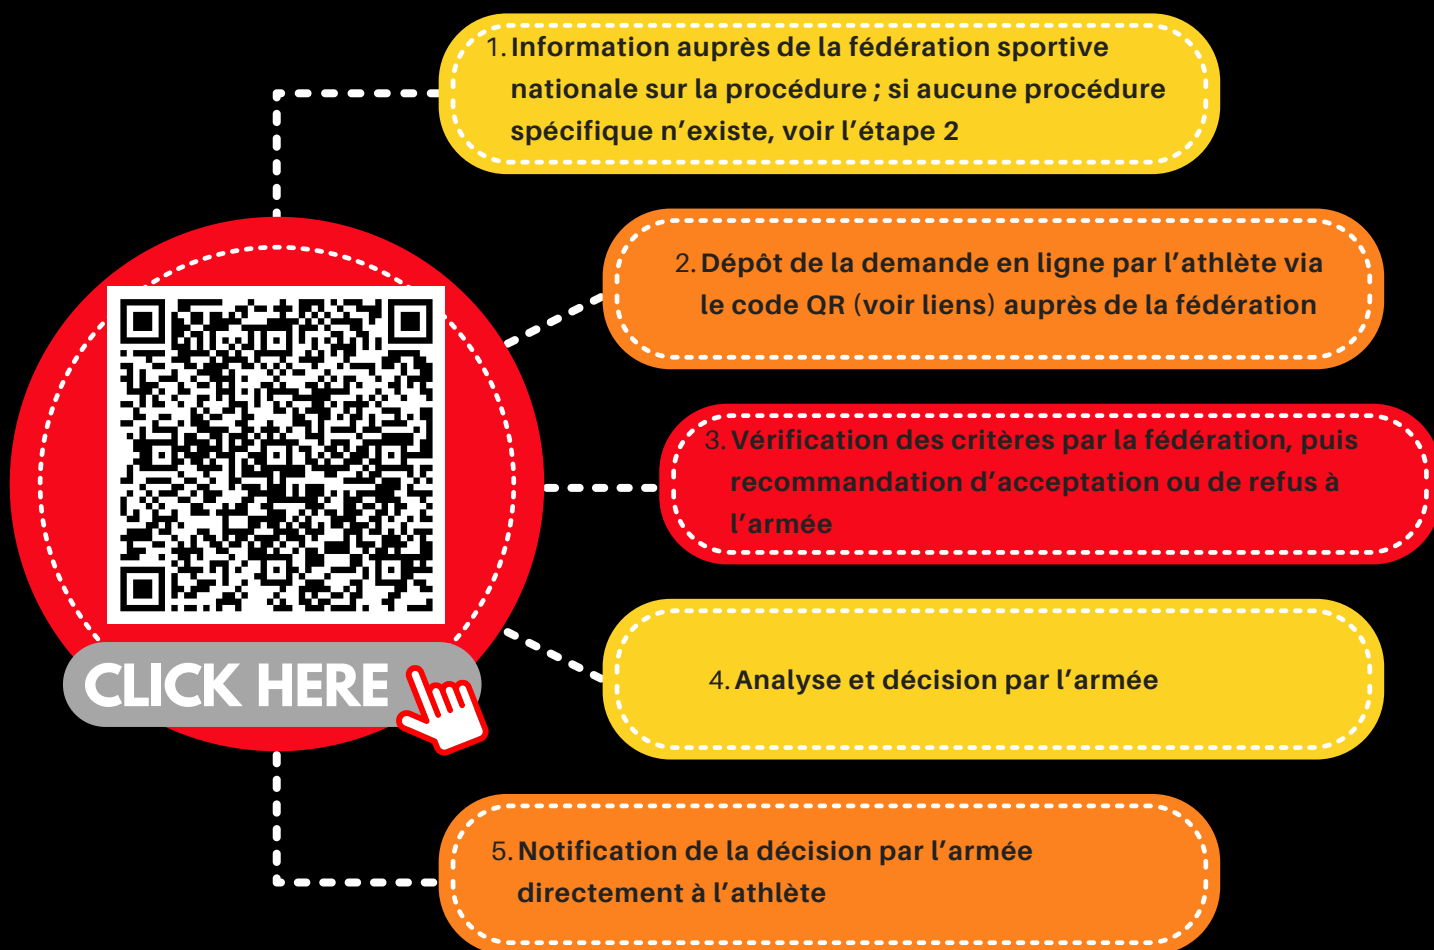 1. Information auprès de la fédération sportive
nationale sur la procédure ; si aucune procédure
spécifique n’existe, voir l’étape 2
2. Dépôt de la demande en ligne par l’athlète via
le code QR (voir liens) auprès de la fédération
3. Vérification des critères par la fédération, puis
recommandation d’acceptation ou de refus à
l’armée
CLICK HERE
4. Analyse et décision par l’armée
5. Notification de la décision par l’armée
directement à l’athlète